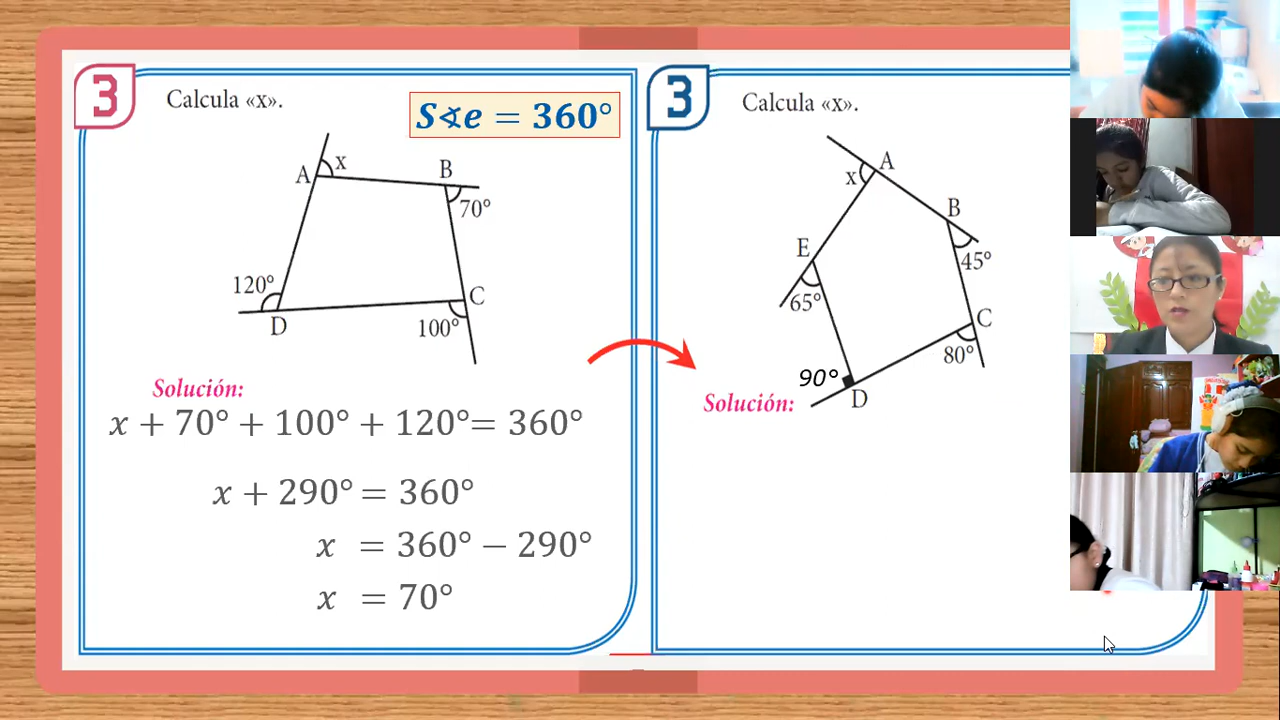 3
Calcula «x».
S∢e = 360°
A
x
B
70°
120°
D
C
100°
Solución:
x + 70° + 100° + 120°= 360°
x + 290° = 360°
x = 360° − 290°
x = 70°
3
Calcula «x».
A
x
B
E
45°
65°
C
80°
90°
D
Solución: